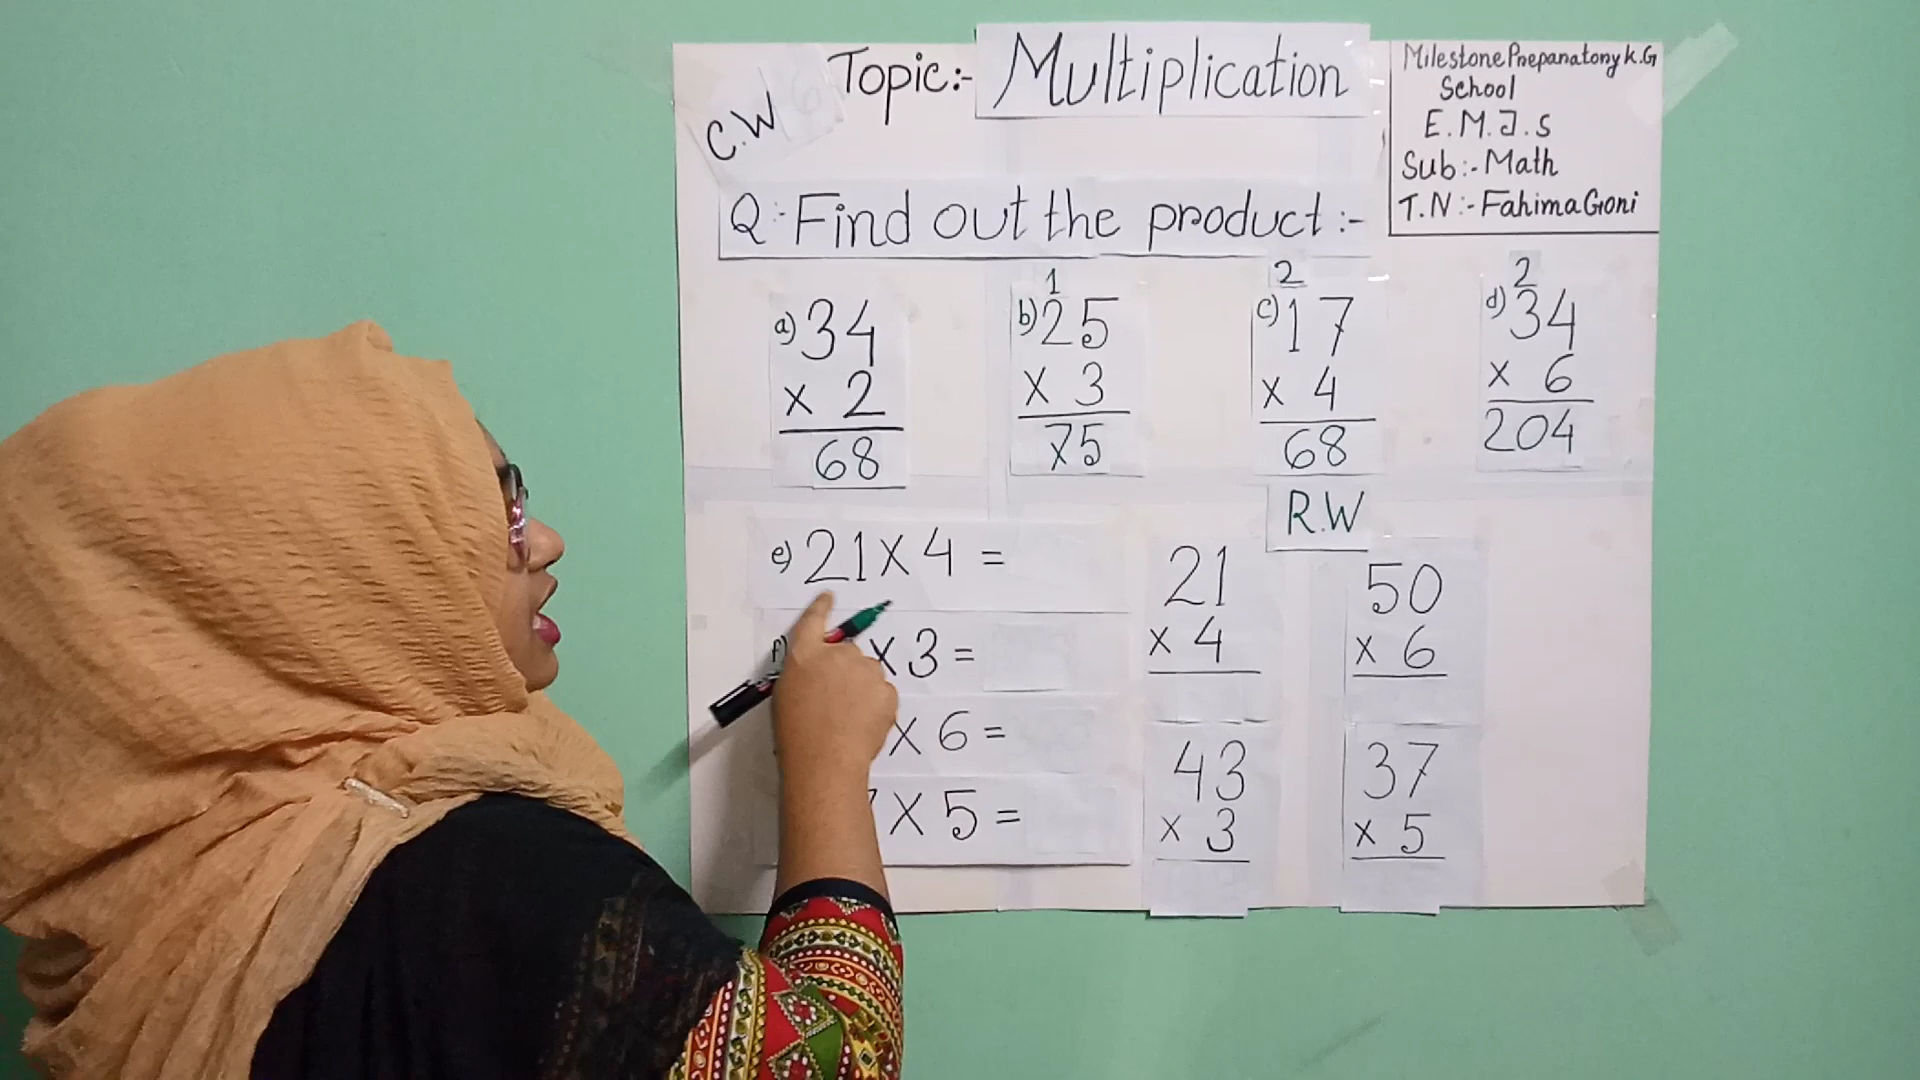 C.W
Topic:- Multiplication
Milestone Preparatory K.G
School
E.M.J.S
Sub:- Math
T.N:- Fahima Goni
Q:- Find out the product:-
a) 34
x 2
68
1
b) 25
x 3
75
2
c) 17
x 4
68
2
d) 34
x 6
204
R.W
e) 21 x 4 =
f) x 3 =
x 6 =
x 5 =
21
x 4
50
x 6
43
x 3
37
x 5